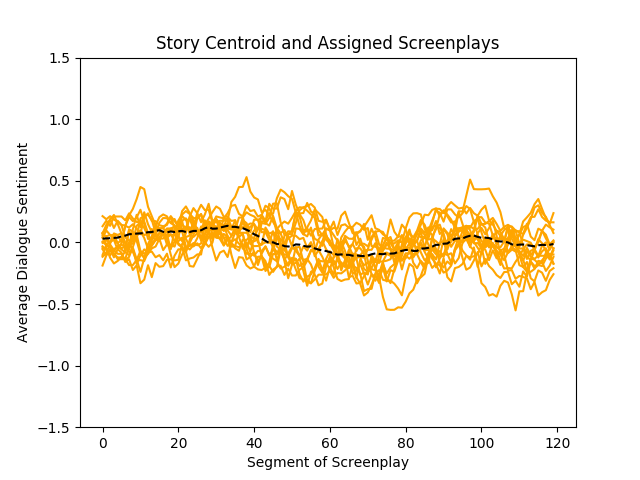 Story Centroid and Assigned Screenplays
1.5
1.0
0.5
0.0
−0.5
−1.0
−1.5
Average Dialogue Sentiment
0 20 40 60 80 100 120
Segment of Screenplay